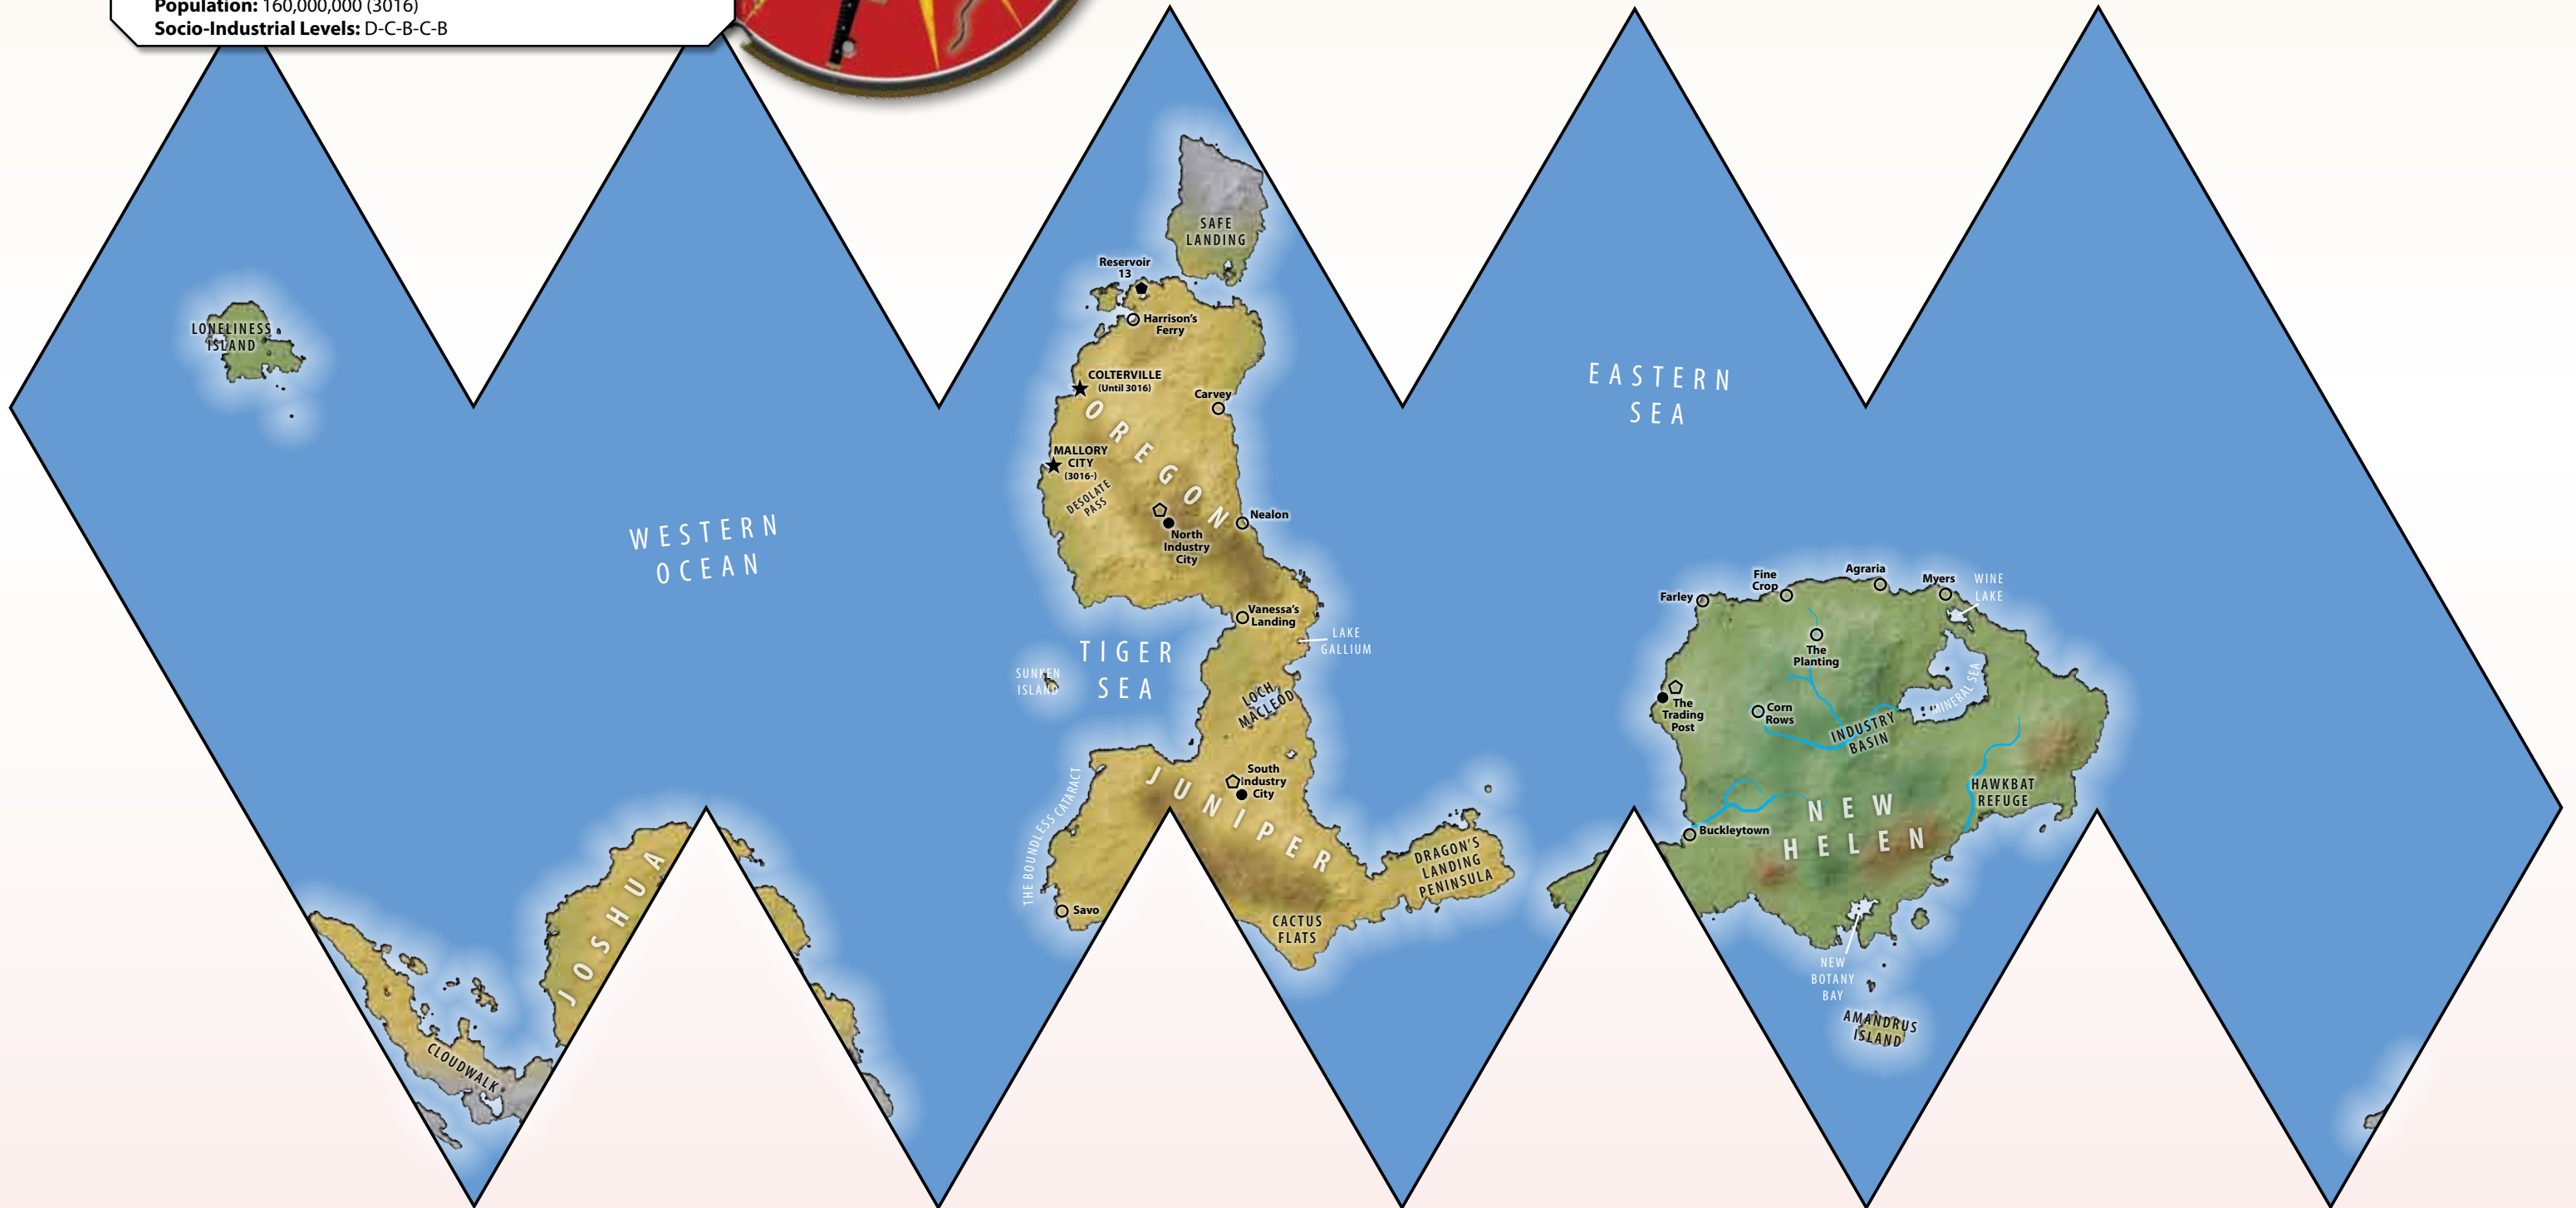 Population: 160,000,000 (3016)
Socio-Industrial Levels: D-C-B-C-B
SAFE
LANDING
Reservoir
13
Harrison's
Ferry
LONELINESS
ISLAND
COLTERVILLE
(Until 3016)
Carvey
OREGON
MALLORY
CITY
(3016-)
DESOLATE
PASS
Nealon
North
Industry
City
EASTERN
SEA
WESTERN
OCEAN
Vanessa's
Landing
LAKE
GALLIUM
TIGER
SEA
SUNKEN
ISLAND
LOCH
MACLEOD
South
Industry
City
JUNIPER
THE BOUNDLESS CATARACT
Savo
DRAGON'S
LANDING
PENINSULA
CACTUS
FLATS
JOSHUA
CLOUDWALK
Farley
Fine
Crop
Agraria
Myers
WINE
LAKE
The
Planting
MINERAL SEA
The
Trading
Post
Corn
Rows
INDUSTRY
BASIN
HAWKBAT
REFUGE
NEW
HELEN
Buckleytown
NEW
BOTANY
BAY
AMANDRUS
ISLAND